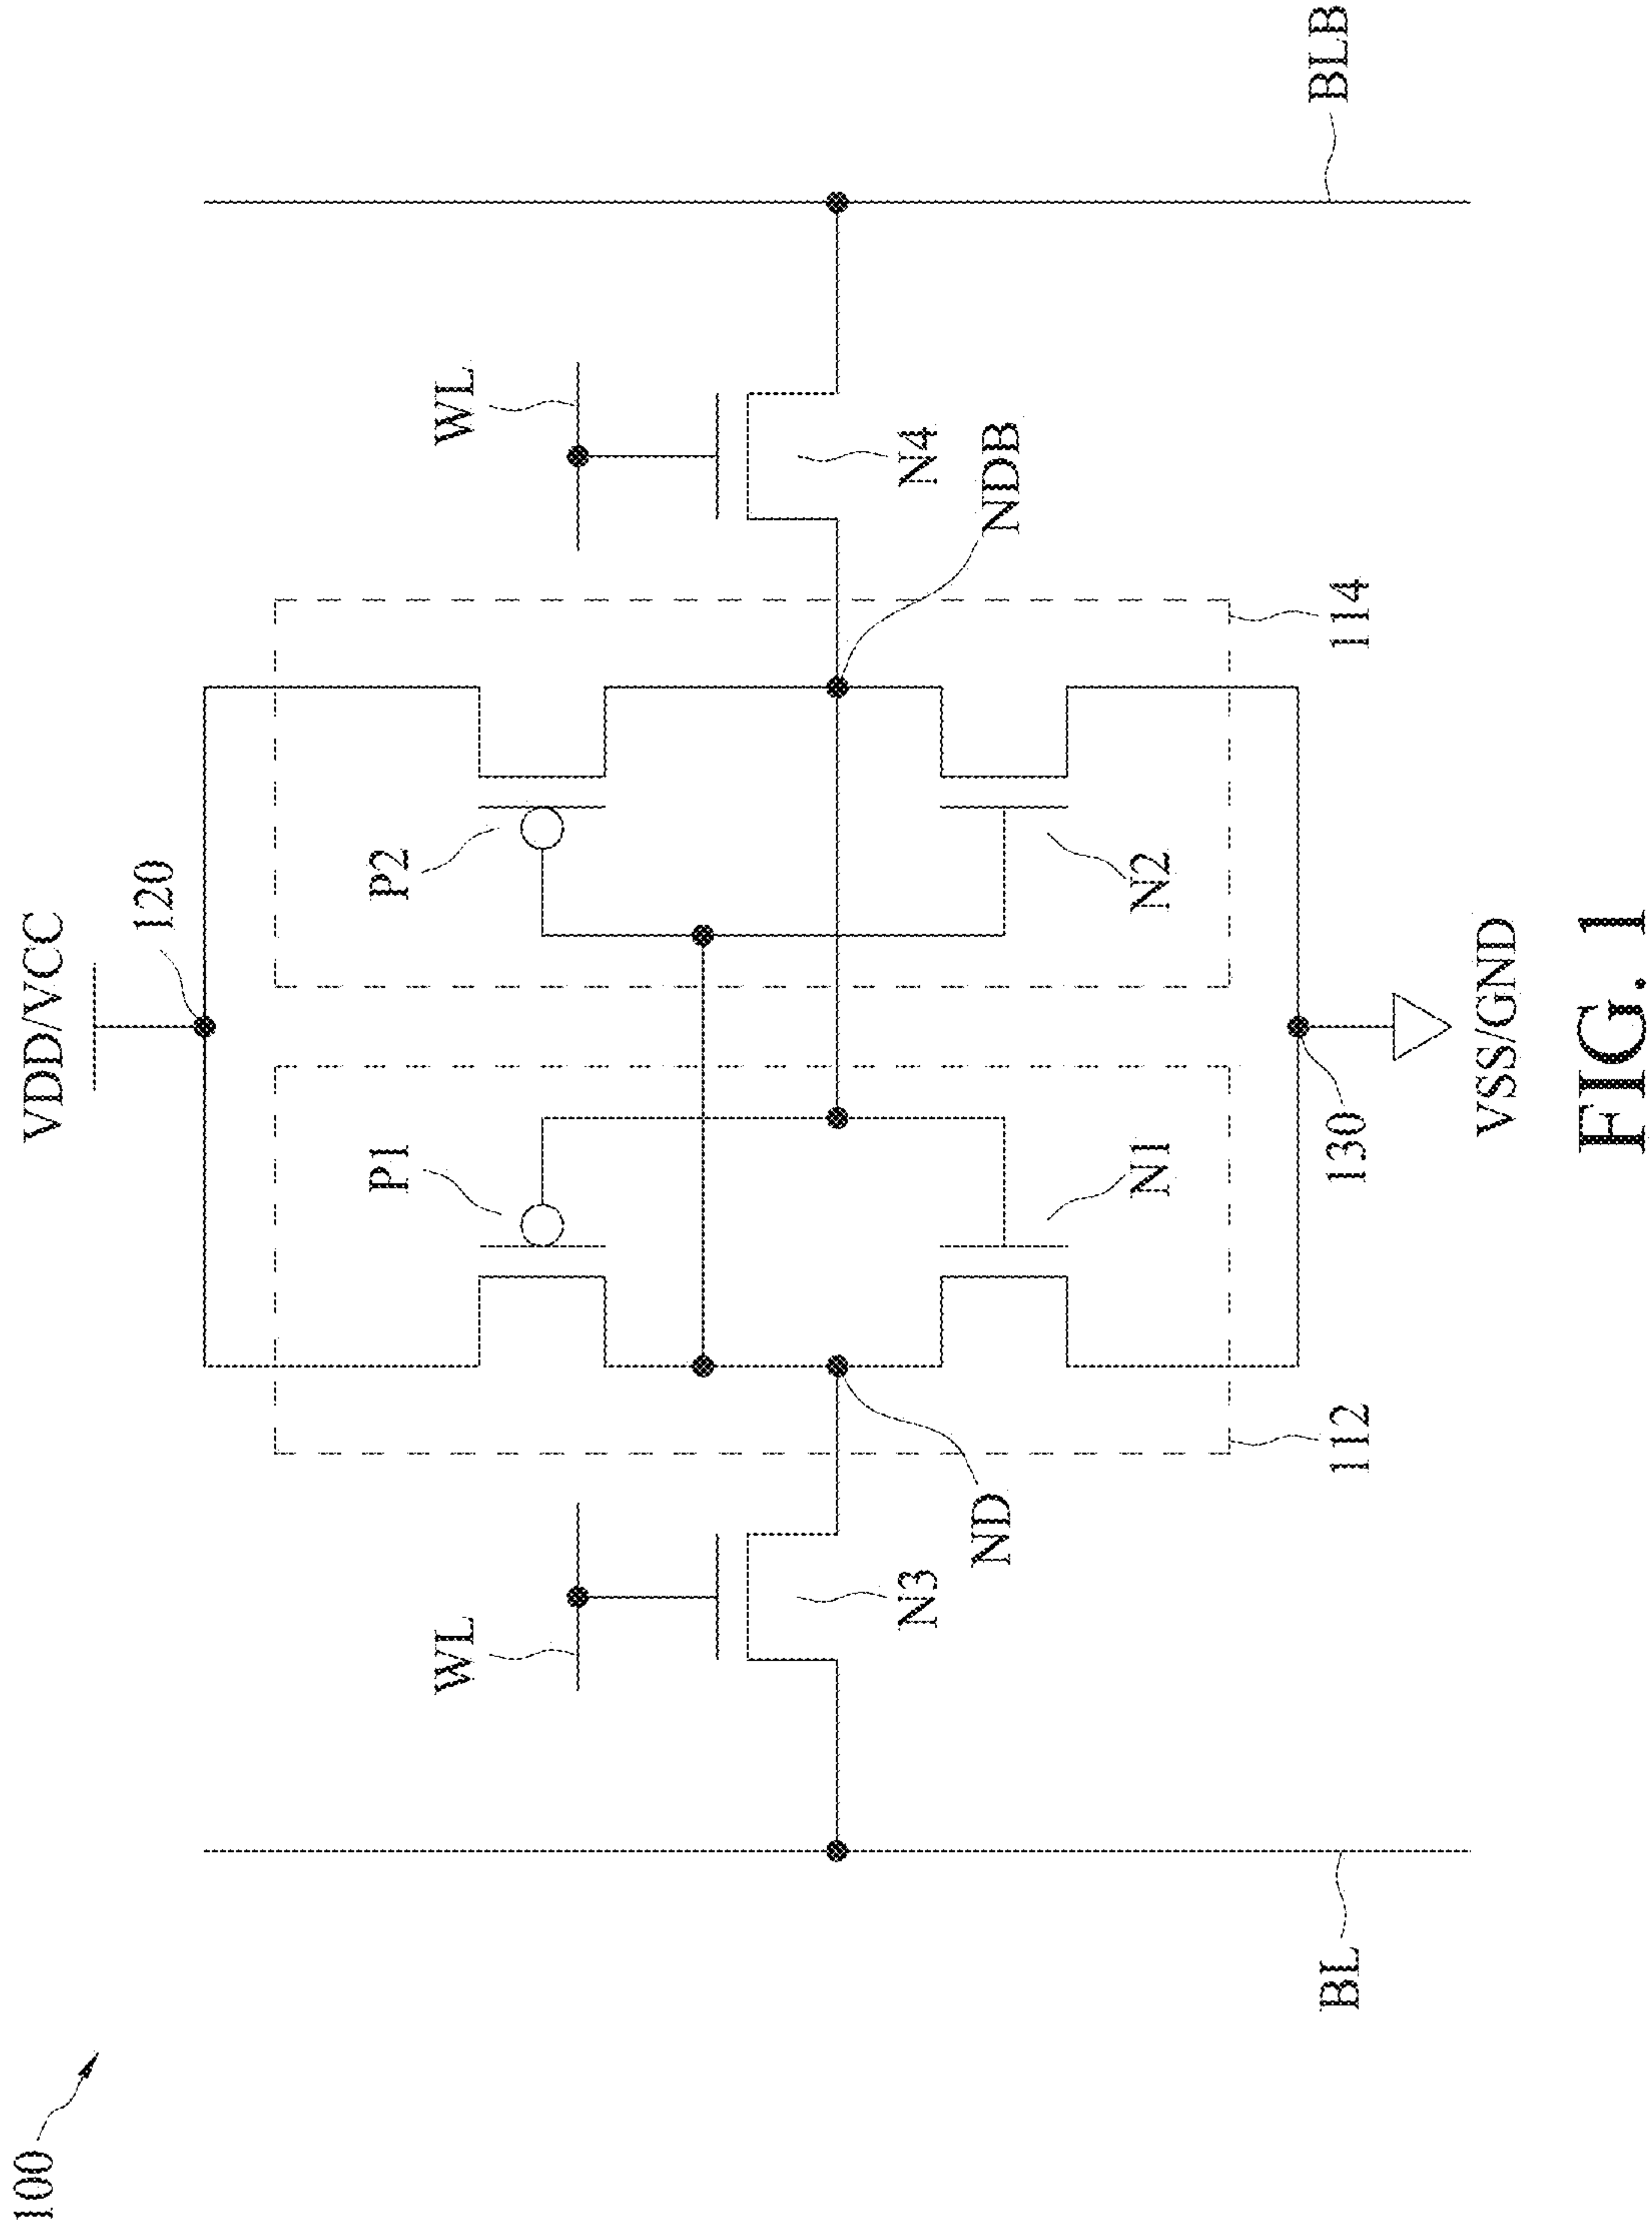 100
VDD/VCC
120
P1
P2
WL
WL
N3
N4
ND
NDB
N1
N2
BL
112
130
114
BLB
VSS/GND
FIG. 1